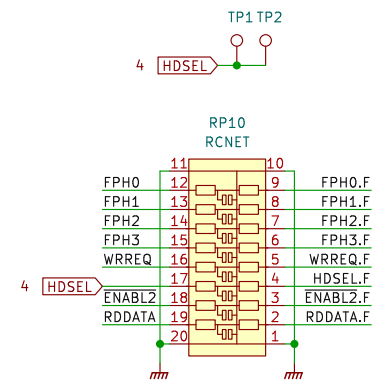 TP1 TP2
4 HDSEL
RP10
RCNET
11 10
FPH0 12 9 FPH0.F
FPH1 13 8 FPH1.F
FPH2 14 7 FPH2.F
FPH3 15 6 FPH3.F
WRREQ 16 5 WRREQ.F
4 HDSEL 17 4 HDSEL.F
ENABL2 18 3 ENABL2.F
RDDATA 19 2 RDDATA.F
20 1